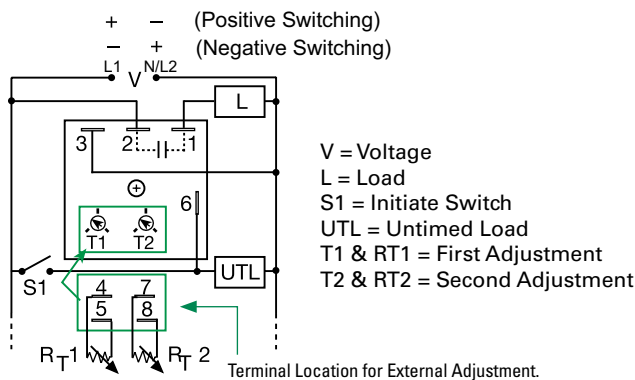 + − (Positive Switching)
− + (Negative Switching)
L1 V N/L2
L
3 2 1
6
T1 T2
S1 UTL
4 7
5 8
RT1 RT2
V = Voltage
L = Load
S1 = Initiate Switch
UTL = Untimed Load
T1 & RT1 = First Adjustment
T2 & RT2 = Second Adjustment
Terminal Location for External Adjustment.